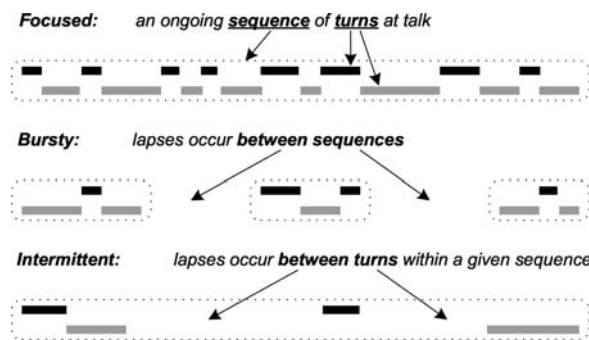 Focused: an ongoing sequence of turns at talk
Bursty: lapses occur between sequences
Intermittent: lapses occur between turns within a given sequence